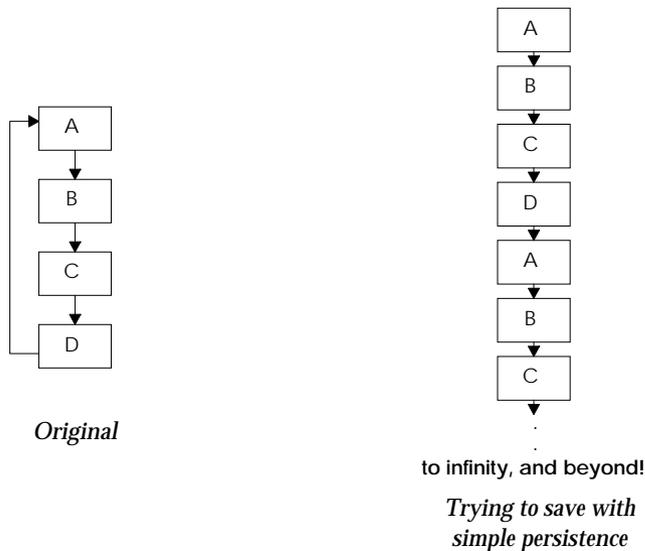 A
B
C
D
Original
A
B
C
D
A
B
C
.
.
to infinity, and beyond!
Trying to save with
simple persistence